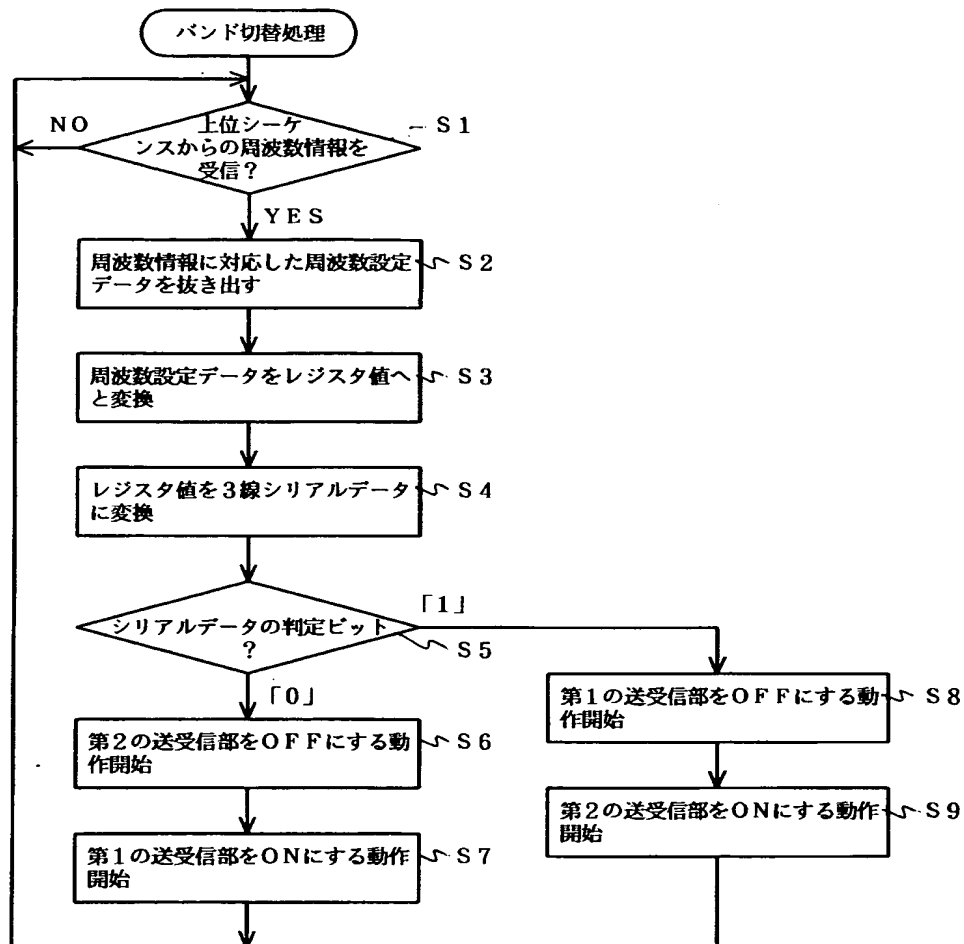 バンド切替処理
上位シーケ
ンスからの周波数情報を
受信？
S1
NO
YES
周波数情報に対応した周波数設定
データを抜き出す
S2
周波数設定データをレジスタ値へ
と変換
S3
レジスタ値を3線シリアルデータ
に変換
S4
シリアルデータの判定ビット
？
S5
「1」
「0」
第2の送受信部をOFFにする動
作開始
S6
第1の送受信部をONにする動作
開始
S7
第1の送受信部をOFFにする動
作開始
S8
第2の送受信部をONにする動作
開始
S9